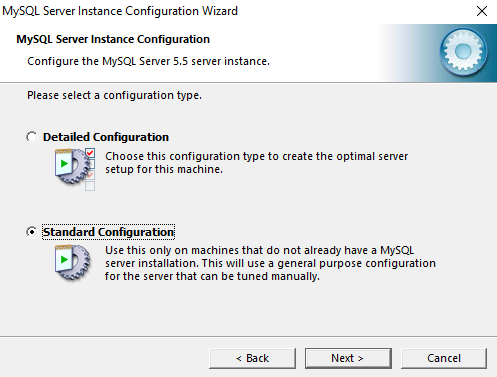 MySQL Server Instance Configuration Wizard
MySQL Server Instance Configuration
Configure the MySQL Server 5.5 server instance.
Please select a configuration type.
Detailed Configuration
Choose this configuration type to create the optimal server
setup for this machine.
Standard Configuration
Use this only on machines that do not already have a MySQL
server installation. This will use a general purpose configuration
for the server that can be tuned manually.
< Back
Next >
Cancel